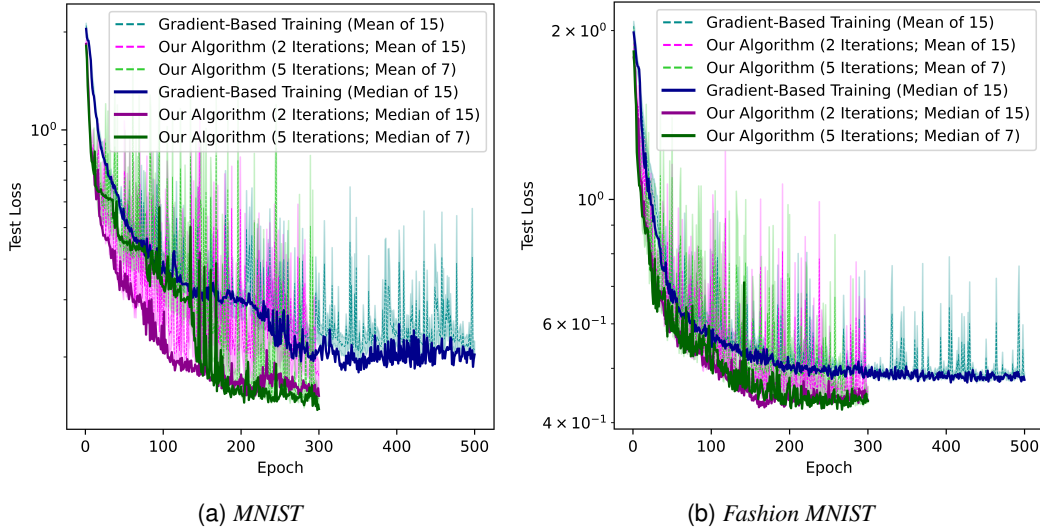 Gradient-Based Training (Mean of 15)
Our Algorithm (2 Iterations; Mean of 15)
Our Algorithm (5 Iterations; Mean of 7)
Gradient-Based Training (Median of 15)
Our Algorithm (2 Iterations; Median of 15)
Our Algorithm (5 Iterations; Median of 7)
10⁰
Test Loss
0 100 200 300 400 500
Epoch
(a) MNIST
Gradient-Based Training (Mean of 15)
Our Algorithm (2 Iterations; Mean of 15)
Our Algorithm (5 Iterations; Mean of 7)
Gradient-Based Training (Median of 15)
Our Algorithm (2 Iterations; Median of 15)
Our Algorithm (5 Iterations; Median of 7)
2 × 10⁰
10⁰
6 × 10⁻¹
4 × 10⁻¹
Test Loss
0 100 200 300 400 500
Epoch
(b) Fashion MNIST